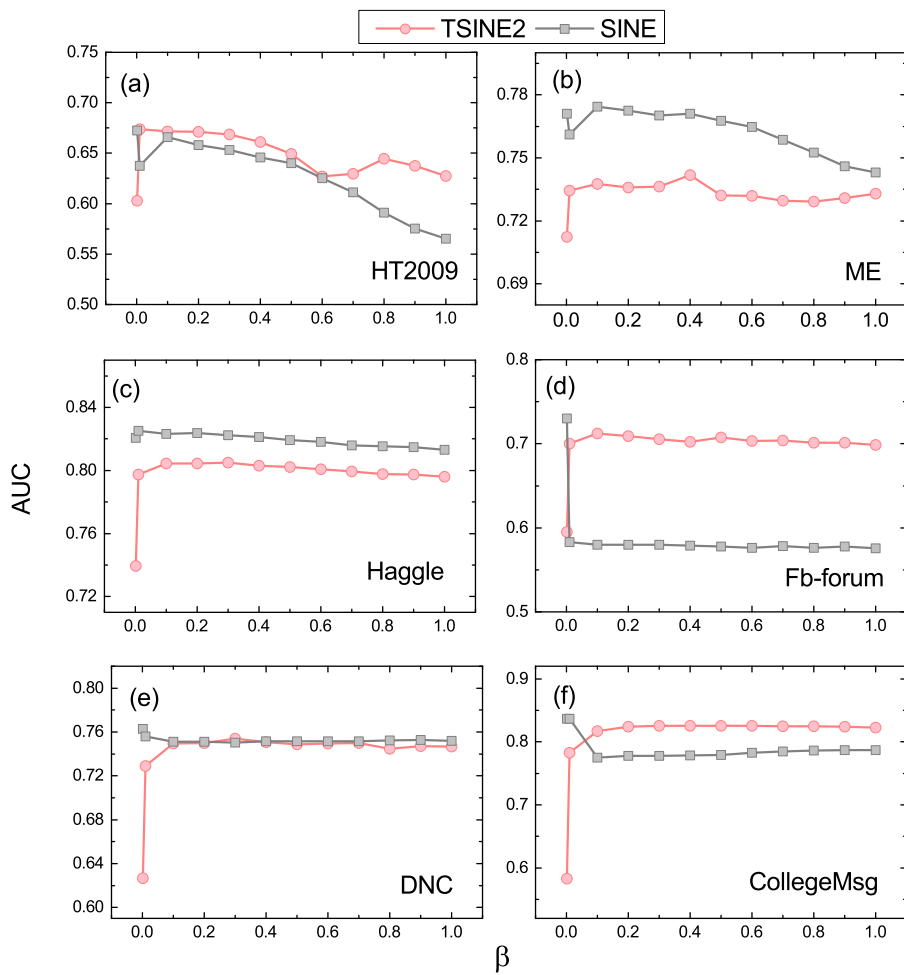 TSINE2 SINE
0.75
0.70
0.65
0.60
0.55
0.50
(a)
HT2009
0.0 0.2 0.4 0.6 0.8 1.0
0.78
0.75
0.72
0.69
(b)
ME
0.0 0.2 0.4 0.6 0.8 1.0
0.84
0.80
0.76
0.72
(c)
Haggle
0.0 0.2 0.4 0.6 0.8 1.0
0.8
0.7
0.6
0.5
(d)
Fb-forum
0.0 0.2 0.4 0.6 0.8 1.0
0.80
0.76
0.72
0.68
0.64
0.60
(e)
DNC
0.0 0.2 0.4 0.6 0.8 1.0
0.9
0.8
0.7
0.6
(f)
CollegeMsg
0.0 0.2 0.4 0.6 0.8 1.0
AUC
β